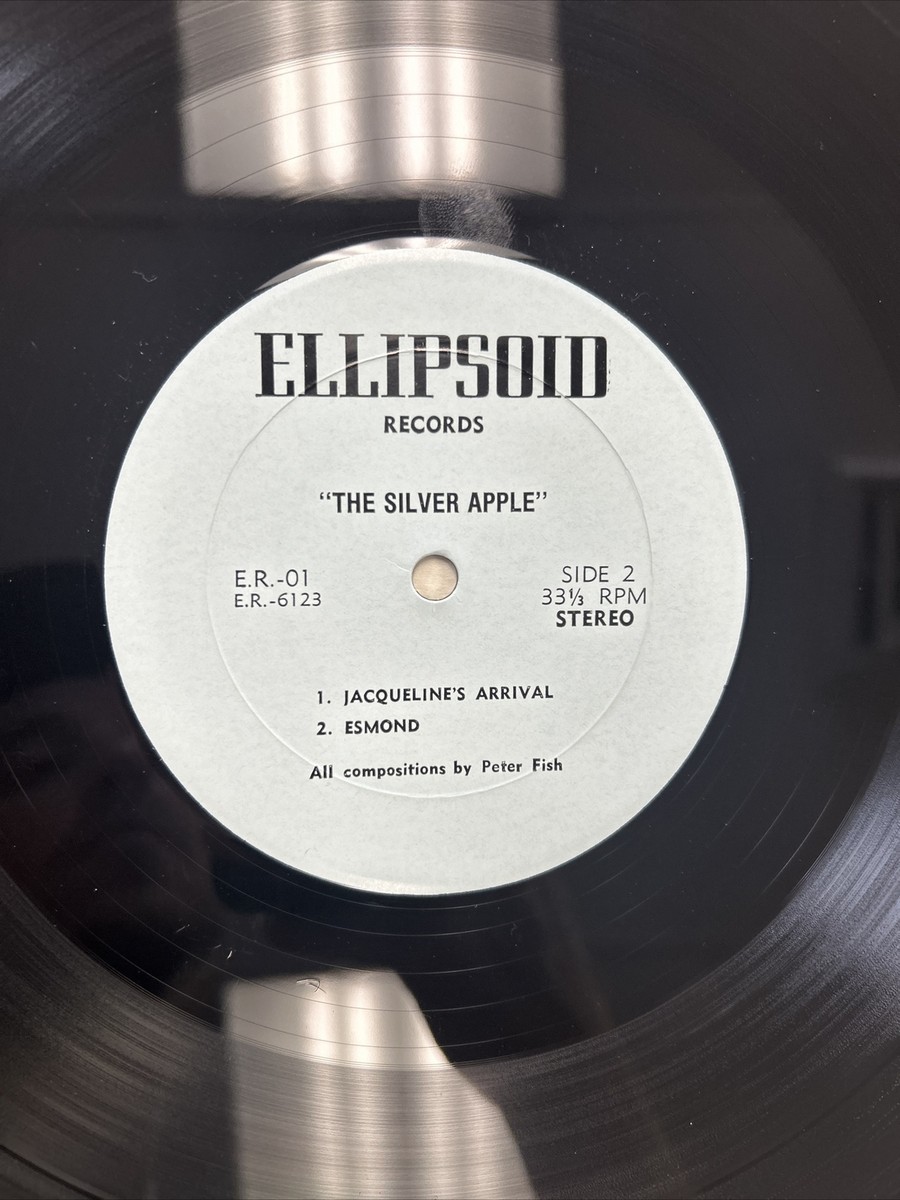 ELLIPSOID
RECORDS
“THE SILVER APPLE”
E.R.-01
E.R.-6123
SIDE 2
33⅓ RPM
STEREO
1. JACQUELINE'S ARRIVAL
2. ESMOND
All compositions by Peter Fish